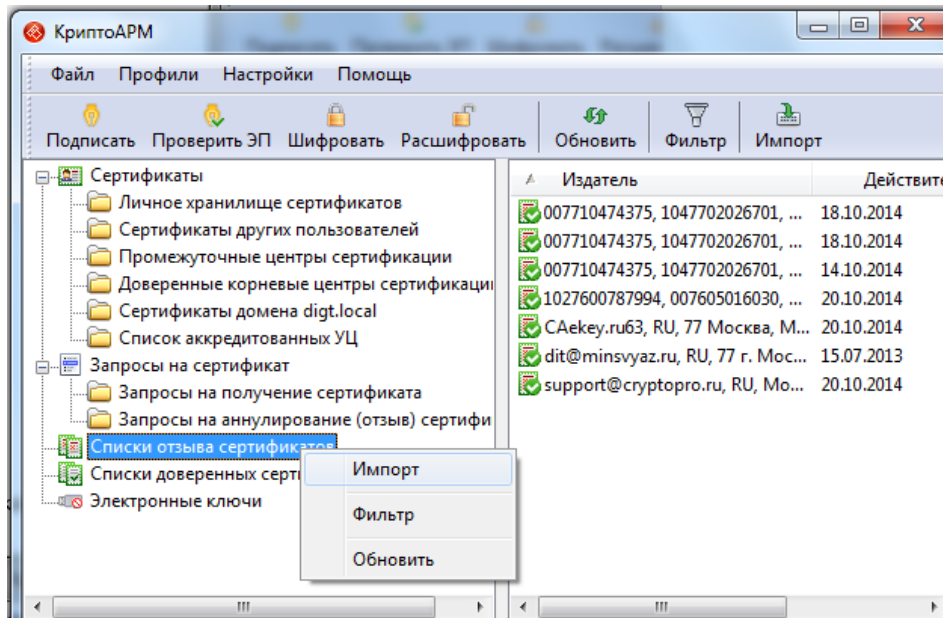 КриптоАРМ
Файл Профили Настройки Помощь
Подписать Проверить ЭП Шифровать Расшифровать Обновить Фильтр Импорт
Сертификаты
Личное хранилище сертификатов
Сертификаты других пользователей
Промежуточные центры сертификации
Доверенные корневые центры сертификации
Сертификаты домена digt.local
Список аккредитованных УЦ
Запросы на сертификат
Запросы на получение сертификата
Запросы на аннулирование (отзыв) сертифи
Списки отзыва сертификатов
Списки доверенных серт
Электронные ключи
Импорт
Фильтр
Обновить
Издатель Действите
007710474375, 1047702026701, ... 18.10.2014
007710474375, 1047702026701, ... 18.10.2014
007710474375, 1047702026701, ... 14.10.2014
1027600787994, 007605016030, ... 20.10.2014
CAekey.ru63, RU, 77 Москва, М... 20.10.2014
dit@minsvyaz.ru, RU, 77 г. Мос... 15.07.2013
support@cryptopro.ru, RU, Мо... 20.10.2014